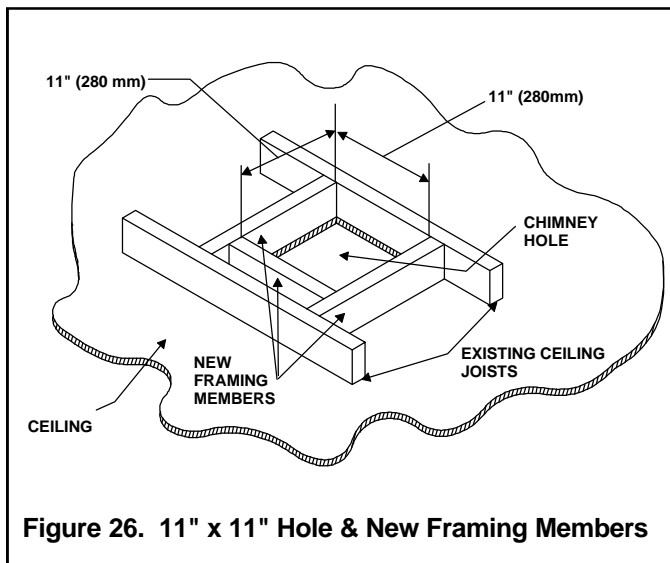 11" (280 mm)
11" (280mm)
CHIMNEY
HOLE
EXISTING CEILING
JOISTS
NEW
FRAMING
MEMBERS
CEILING
Figure 26. 11" x 11" Hole & New Framing Members